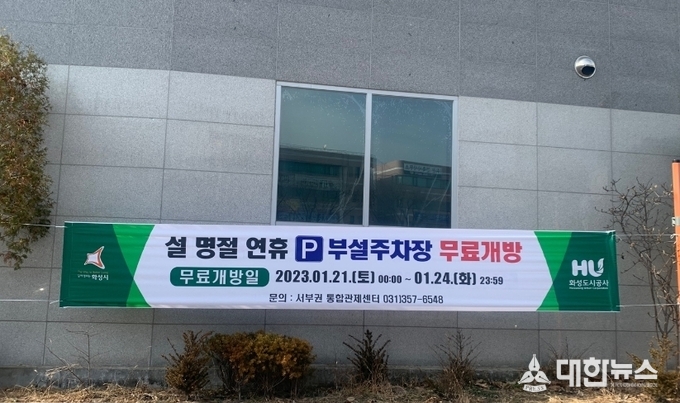 설 명절 연휴 P 부설주차장 무료개방
무료개방일 2023.01.21.(토) 00:00 ~ 01.24.(화) 23:59
문의 : 서부권 통합관제센터 031)357-6548
화성시
HU
화성도시공사
대한뉴스